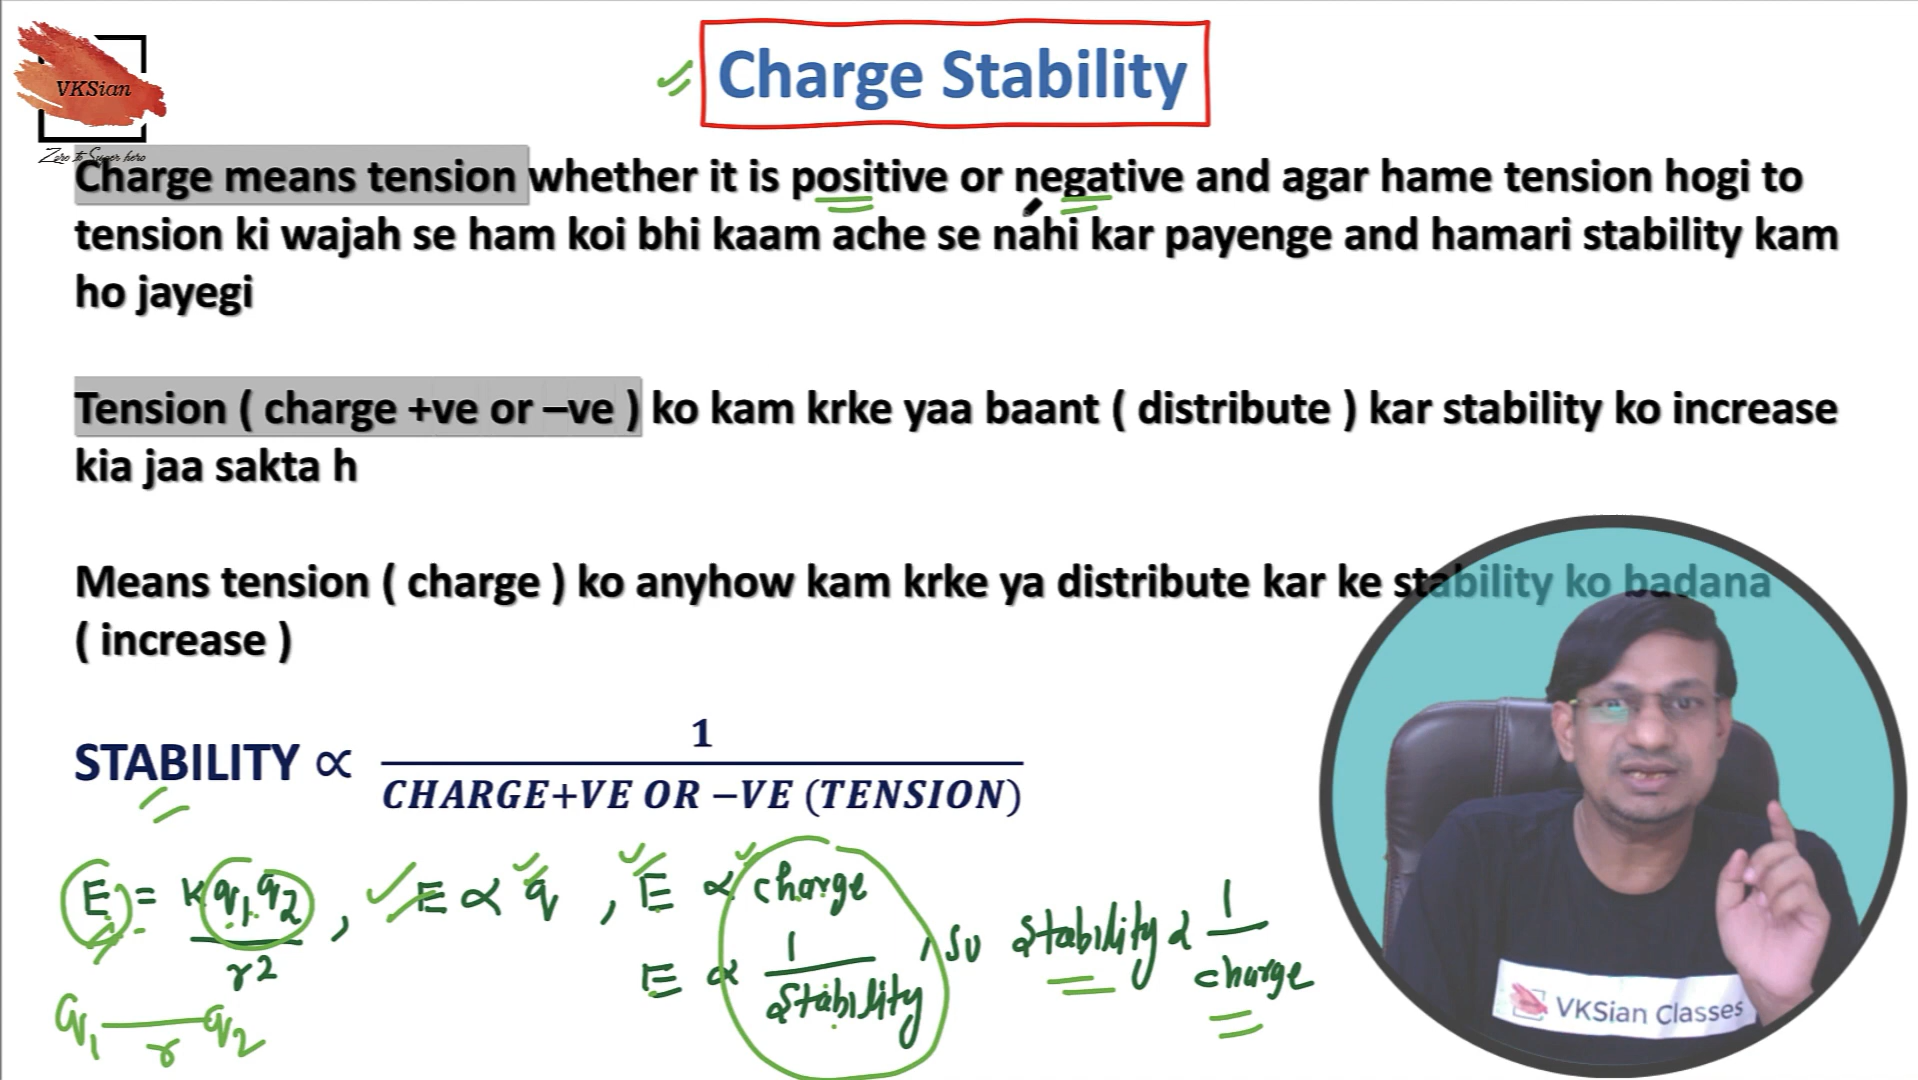 VKSian
Zero to Super hero
Charge Stability
Charge means tension whether it is positive or negative and agar hame tension hogi to
tension ki wajah se ham koi bhi kaam ache se nahi kar payenge and hamari stability kam
ho jayegi
Tension ( charge +ve or –ve ) ko kam krke yaa baant ( distribute ) kar stability ko increase
kia jaa sakta h
Means tension ( charge ) ko anyhow kam krke ya distribute kar ke stability ko badana
( increase )
STABILITY ∝ 1
CHARGE+VE OR −VE (TENSION)
E = K q1 q2 , E ∝ q , E ∝ charge
r2
E ∝ 1 , so stability ∝ 1
stability
charge
q1 q2
r
VKSian Classes